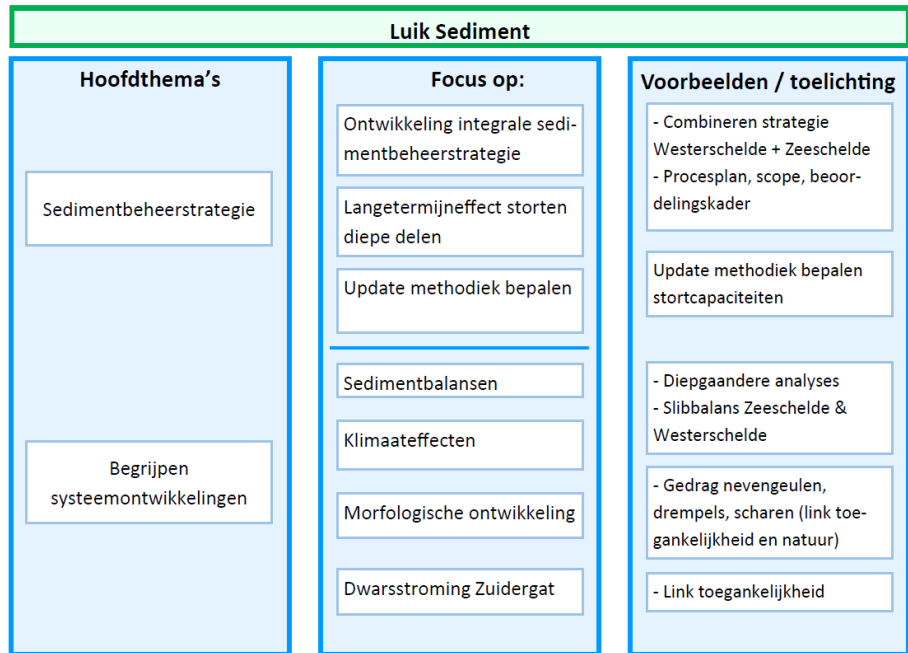 Luik Sediment
Hoofdthema's
Sedimentbeheerstrategie
Begrijpen
systeemontwikkelingen
Focus op:
Ontwikkeling integrale sedi-
mentbeheerstrategie
Langetermijneffect storten
diepe delen
Update methodiek bepalen
Sedimentbalansen
Klimaateffecten
Morfologische ontwikkeling
Dwarsstroming Zuidergat
Voorbeelden / toelichting
- Combineren strategie
Westerschelde + Zeeschelde
- Procesplan, scope, beoor-
delingskader
Update methodiek bepalen
stortcapaciteiten
- Diepgaandere analyses
- Slibbalans Zeeschelde &
Westerschelde
- Gedrag nevengeulen,
drempels, scharen (link toe-
gankelijkheid en natuur)
- Link toegankelijkheid